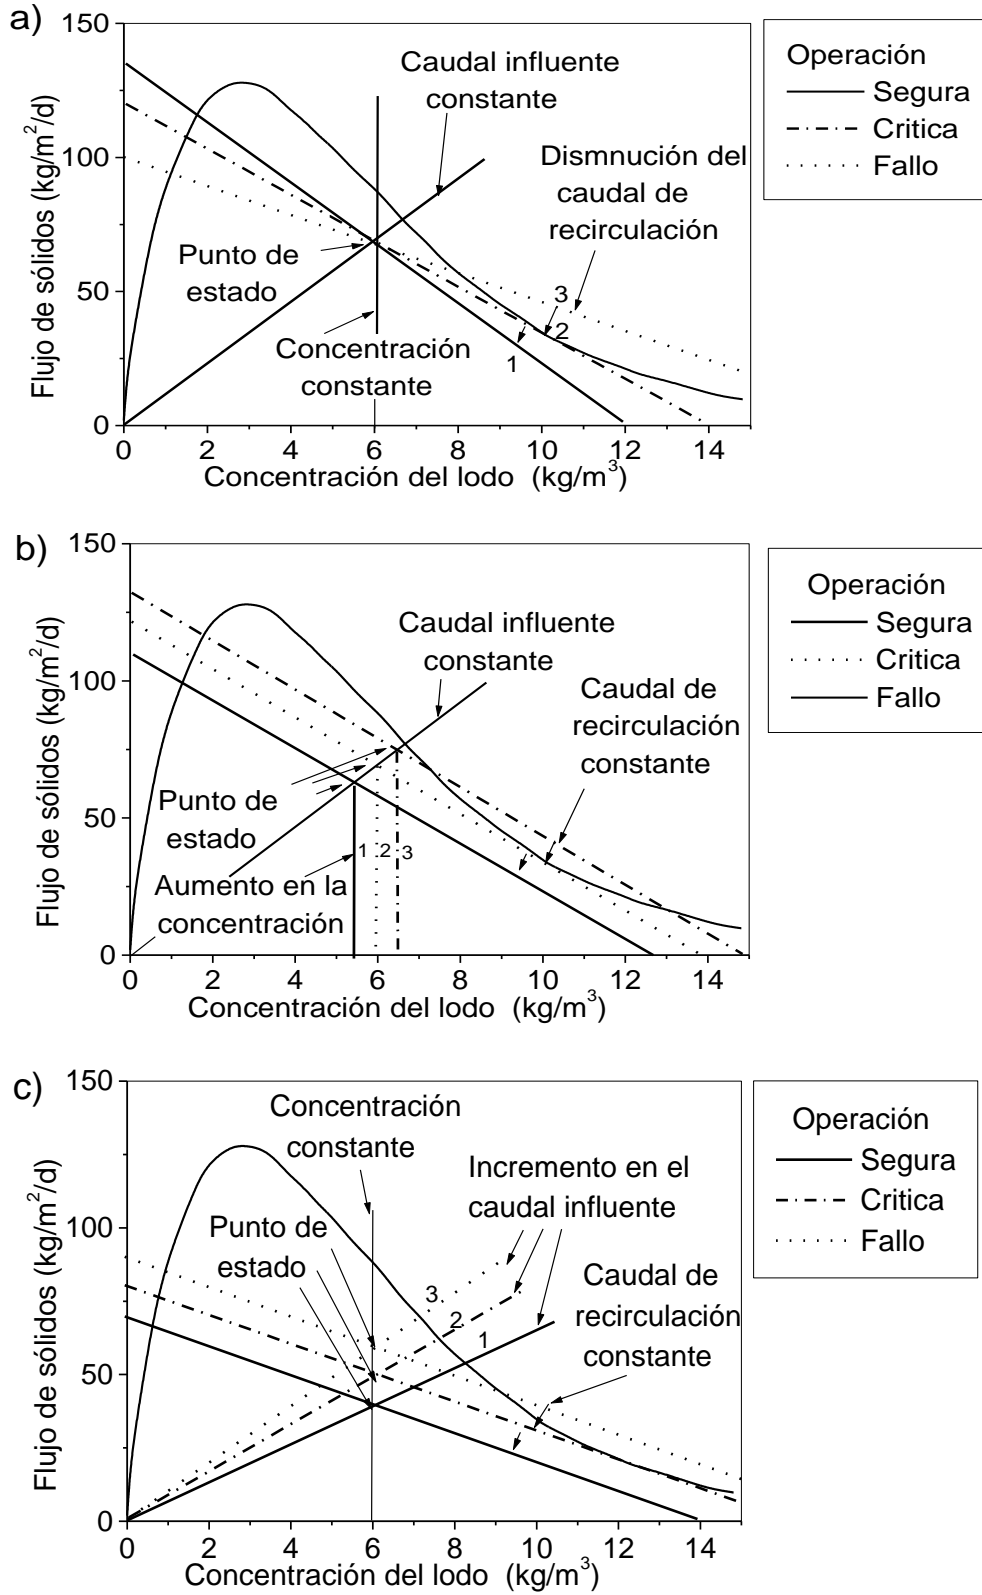 a)
150
100
50
0
Flujo de sólidos (kg/m²/d)
0 2 4 6 8 10 12 14
Concentración del lodo (kg/m³)
Caudal influente
constante
Dismnución del
caudal de
recirculación
Punto de
estado
Concentración
constante
3
2
1
Operación
Segura
Critica
Fallo
b)
150
100
50
0
Flujo de sólidos (kg/m²/d)
0 2 4 6 8 10 12 14
Concentración del lodo (kg/m³)
Caudal influente
constante
Caudal de
recirculación
constante
Punto de
estado
Aumento en la
concentración
1 2 3
Operación
Segura
Critica
Fallo
c)
150
100
50
0
Flujo de sólidos (kg/m²/d)
0 2 4 6 8 10 12 14
Concentración del lodo (kg/m³)
Concentración
constante
Incremento en el
caudal influente
Punto de
estado
Caudal de
recirculación
constante
3
2
1
Operación
Segura
Critica
Fallo